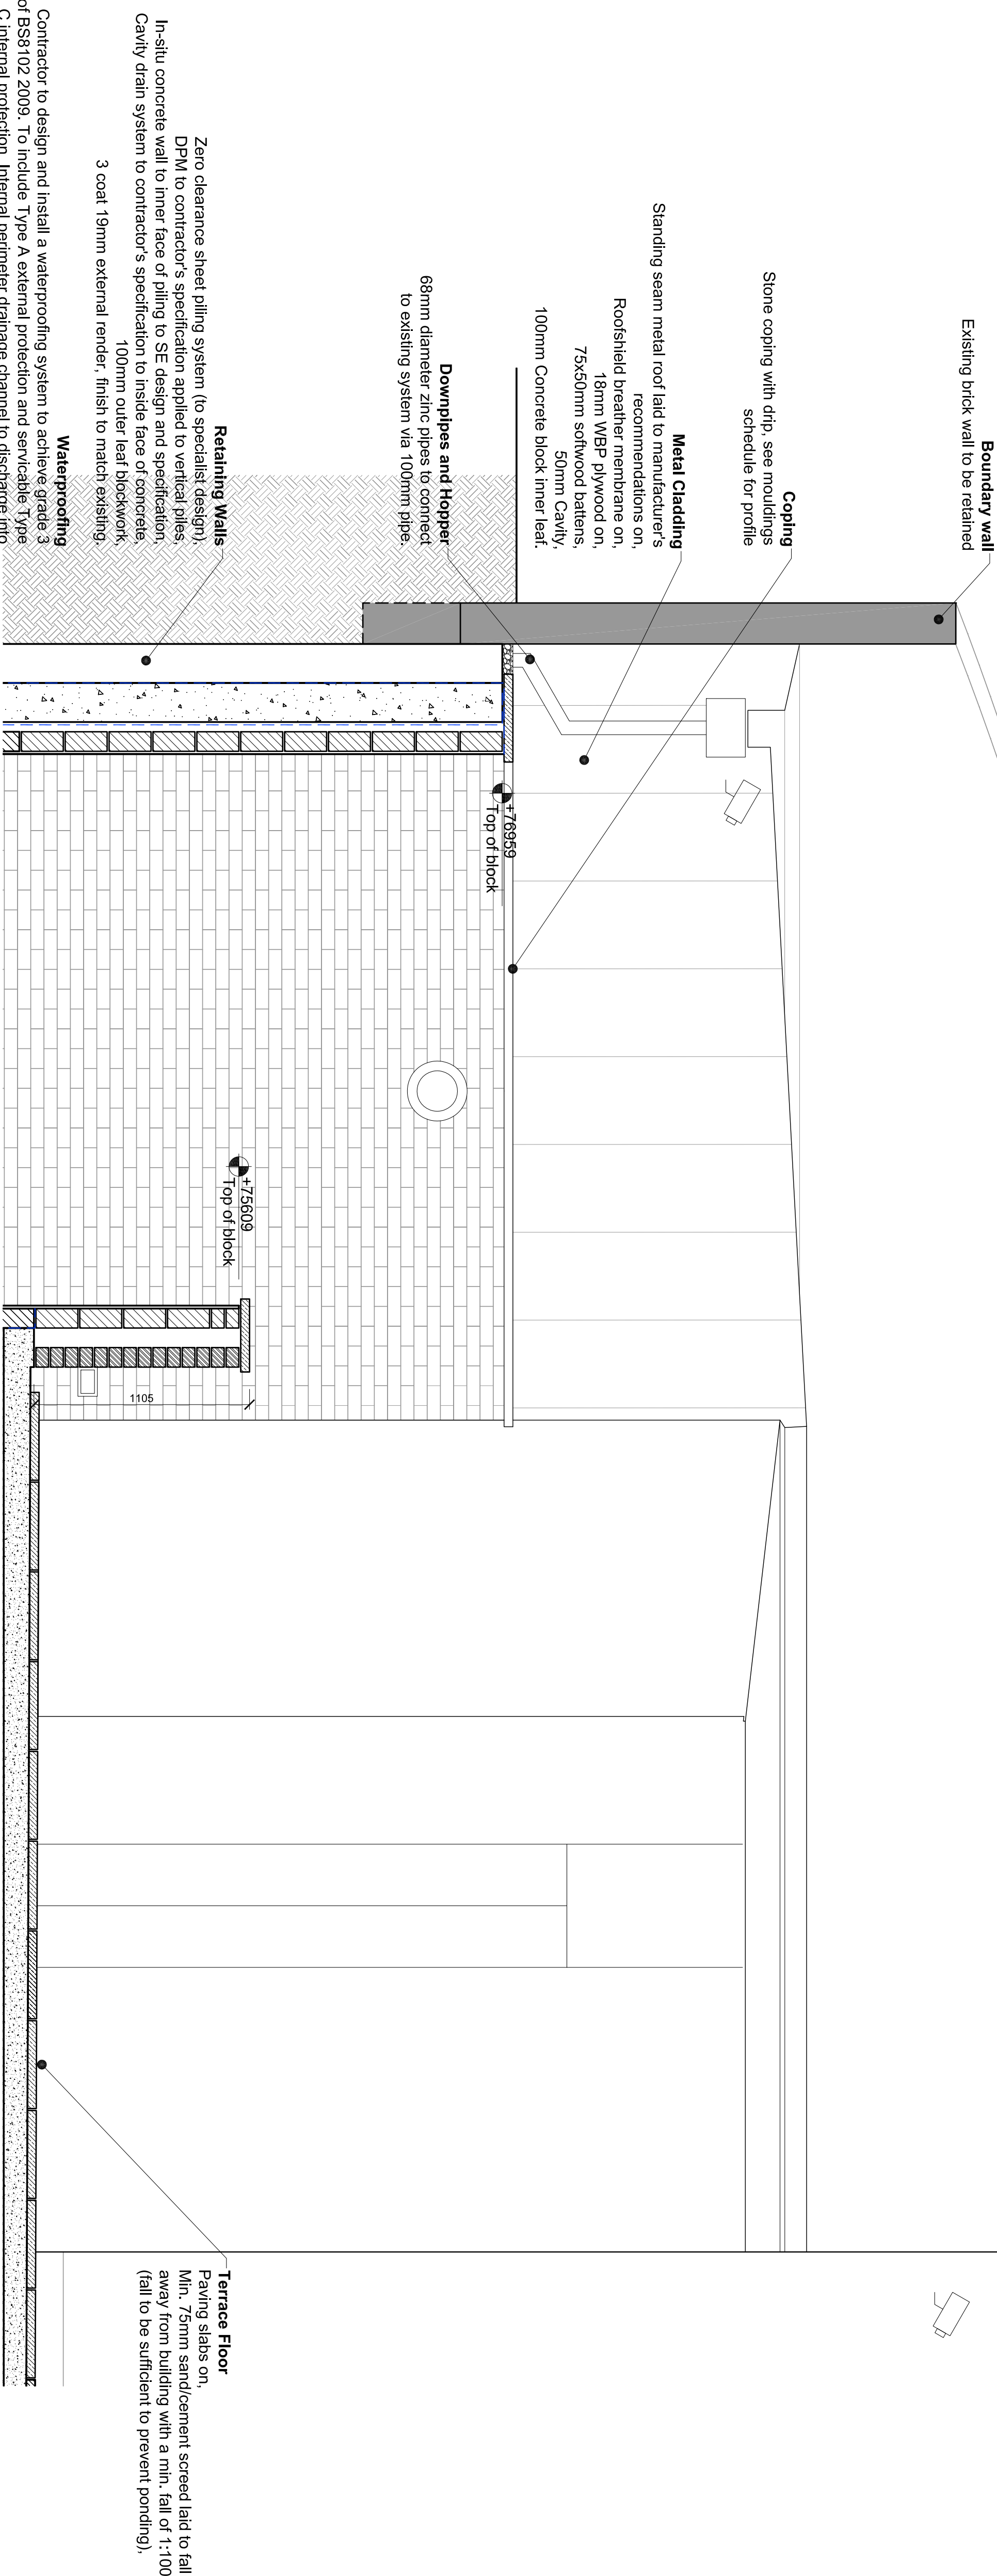 Boundary wall
Existing brick wall to be retained
Coping
Stone coping with drip, see mouldings
schedule for profile
Metal Cladding
Standing seam metal roof laid to manufacturer's
recommendations on,
Roofshield breather membrane on,
18mm WBP plywood on,
75x50mm softwood battens,
50mm Cavity,
100mm Concrete block inner leaf.
Downpipes and Hopper
68mm diameter zinc pipes to connect
to existing system via 100mm pipe.
+76959
Top of block
+75609
Top of block
Retaining Walls
Zero clearance sheet piling system (to specialist design),
DPM to contractor's specification applied to vertical piles,
In-situ concrete wall to inner face of piling to SE design and specification,
Cavity drain system to contractor's specification to inside face of concrete,
100mm outer leaf blockwork,
3 coat 19mm external render, finish to match existing.
1105
Terrace Floor
Paving slabs on,
Min. 75mm sand/cement screed laid to fall
away from building with a min. fall of 1:100
(fall to be sufficient to prevent ponding),
Waterproofing
Contractor to design and install a waterproofing system to achieve grade 3
of BS8102 2009. To include Type A external protection and servicable Type
C internal protection. Internal perimeter drainage channel to discharge into